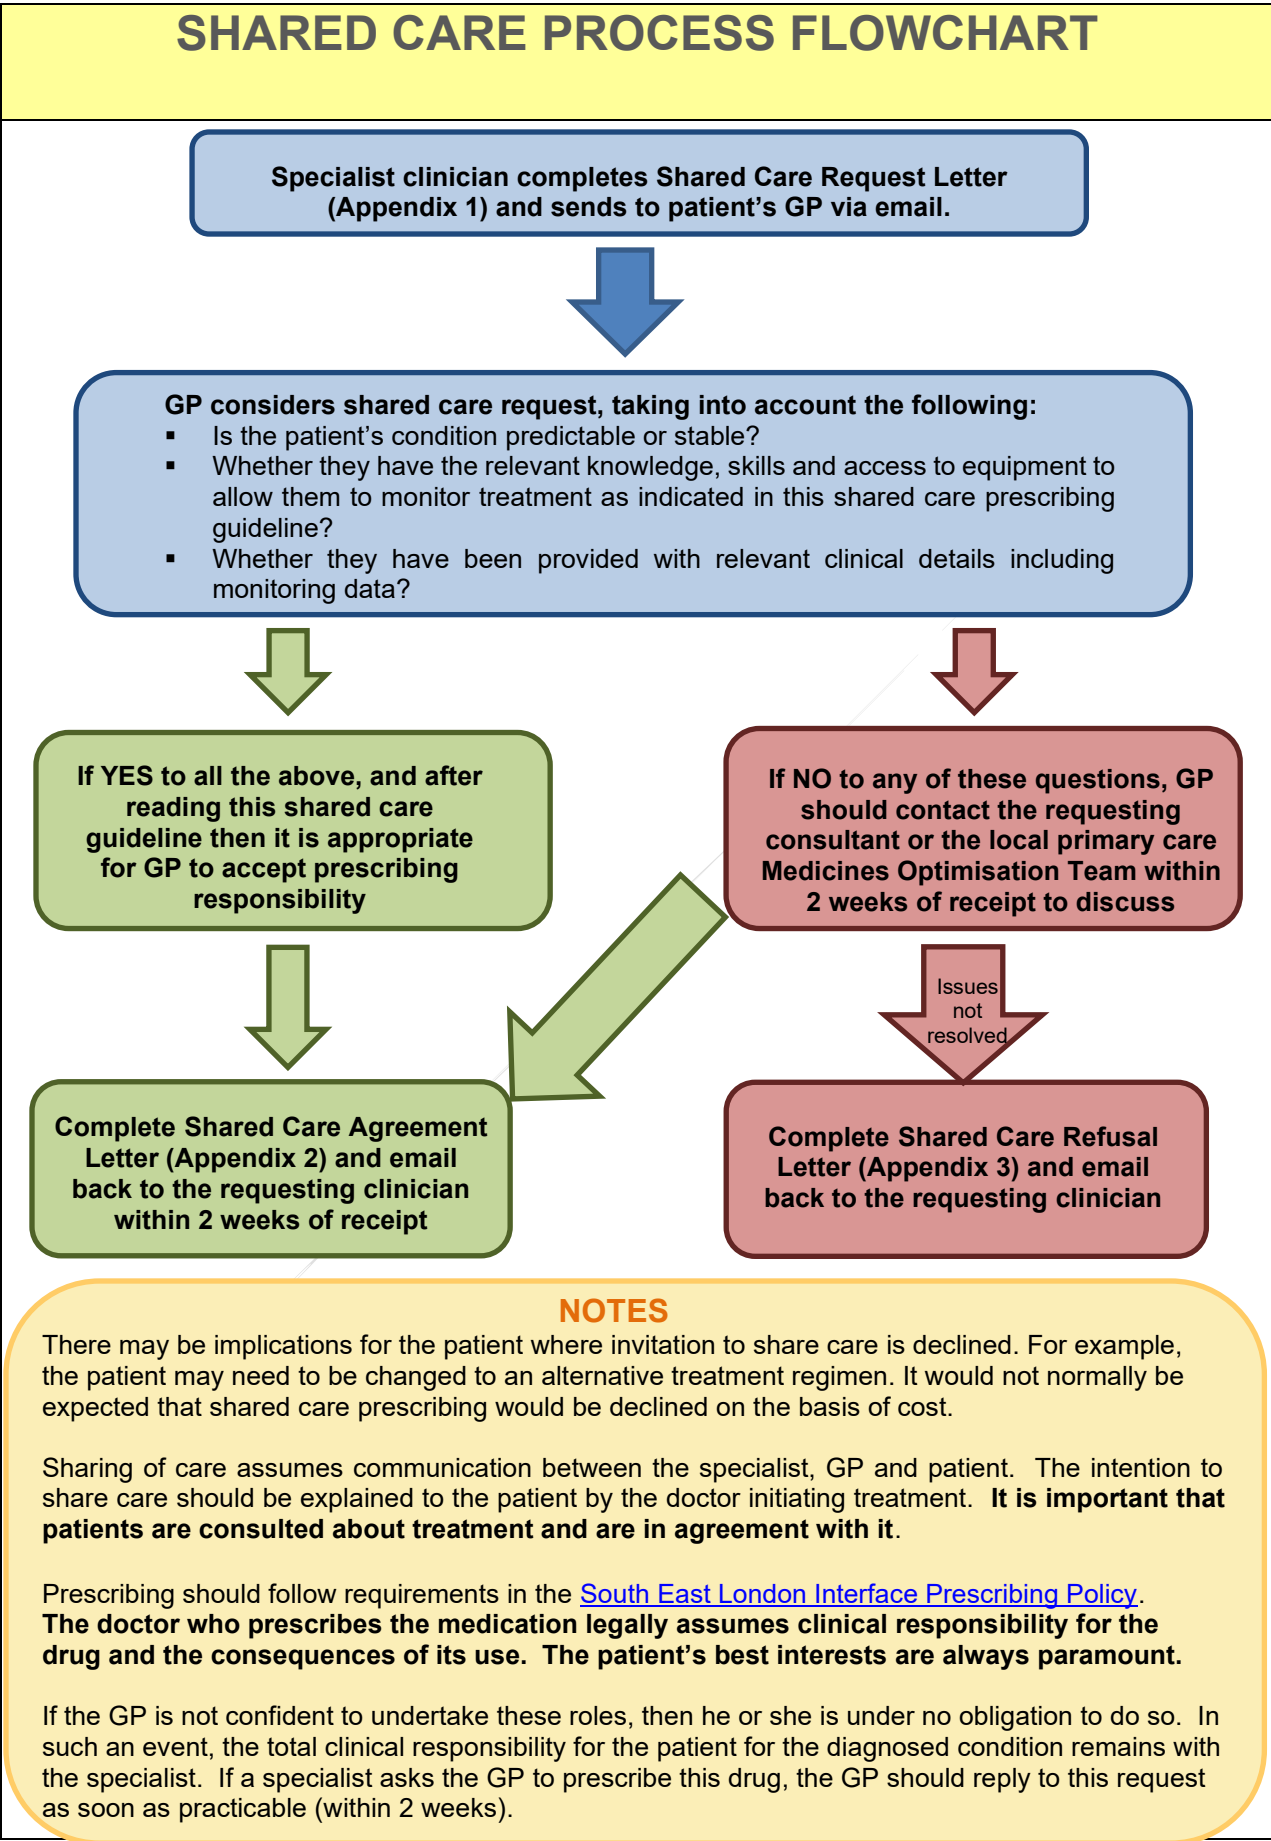 SHARED CARE PROCESS FLOWCHART
Specialist clinician completes Shared Care Request Letter
(Appendix 1) and sends to patient’s GP via email.
GP considers shared care request, taking into account the following:
▪ Is the patient’s condition predictable or stable?
▪ Whether they have the relevant knowledge, skills and access to equipment to
allow them to monitor treatment as indicated in this shared care prescribing
guideline?
▪ Whether they have been provided with relevant clinical details including
monitoring data?
If YES to all the above, and after
reading this shared care
guideline then it is appropriate
for GP to accept prescribing
responsibility
If NO to any of these questions, GP
should contact the requesting
consultant or the local primary care
Medicines Optimisation Team within
2 weeks of receipt to discuss
Issues
not
resolved
Complete Shared Care Agreement
Letter (Appendix 2) and email
back to the requesting clinician
within 2 weeks of receipt
Complete Shared Care Refusal
Letter (Appendix 3) and email
back to the requesting clinician
NOTES
There may be implications for the patient where invitation to share care is declined. For example,
the patient may need to be changed to an alternative treatment regimen. It would not normally be
expected that shared care prescribing would be declined on the basis of cost.
Sharing of care assumes communication between the specialist, GP and patient. The intention to
share care should be explained to the patient by the doctor initiating treatment. It is important that
patients are consulted about treatment and are in agreement with it.
Prescribing should follow requirements in the South East London Interface Prescribing Policy.
The doctor who prescribes the medication legally assumes clinical responsibility for the
drug and the consequences of its use. The patient’s best interests are always paramount.
If the GP is not confident to undertake these roles, then he or she is under no obligation to do so. In
such an event, the total clinical responsibility for the patient for the diagnosed condition remains with
the specialist. If a specialist asks the GP to prescribe this drug, the GP should reply to this request
as soon as practicable (within 2 weeks).